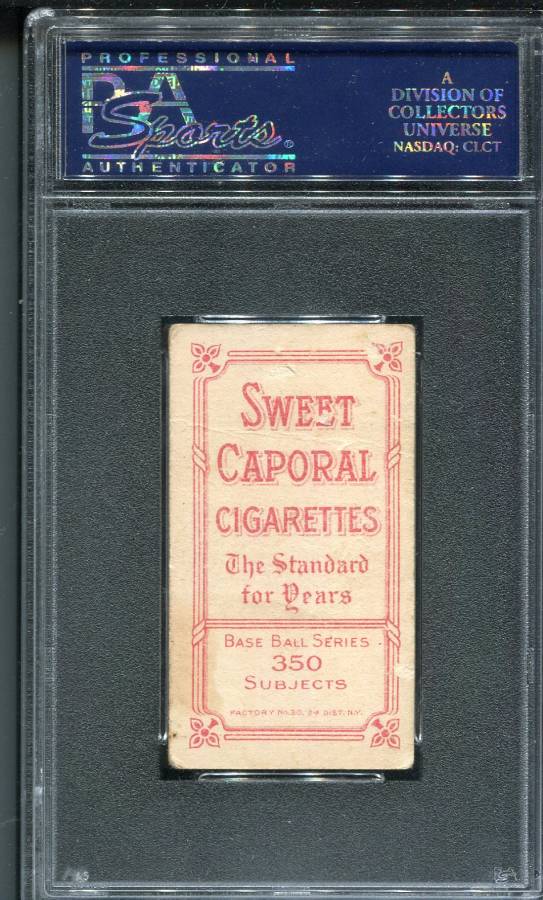 PROFESSIONAL
PSA
Sports®
AUTHENTICATOR
A
DIVISION OF
COLLECTORS
UNIVERSE
NASDAQ: CLCT
SWEET
CAPORAL
CIGARETTES
The Standard
for Years
BASE BALL SERIES
350
SUBJECTS
FACTORY No. 30, 2d DIST. N.Y.
PSA